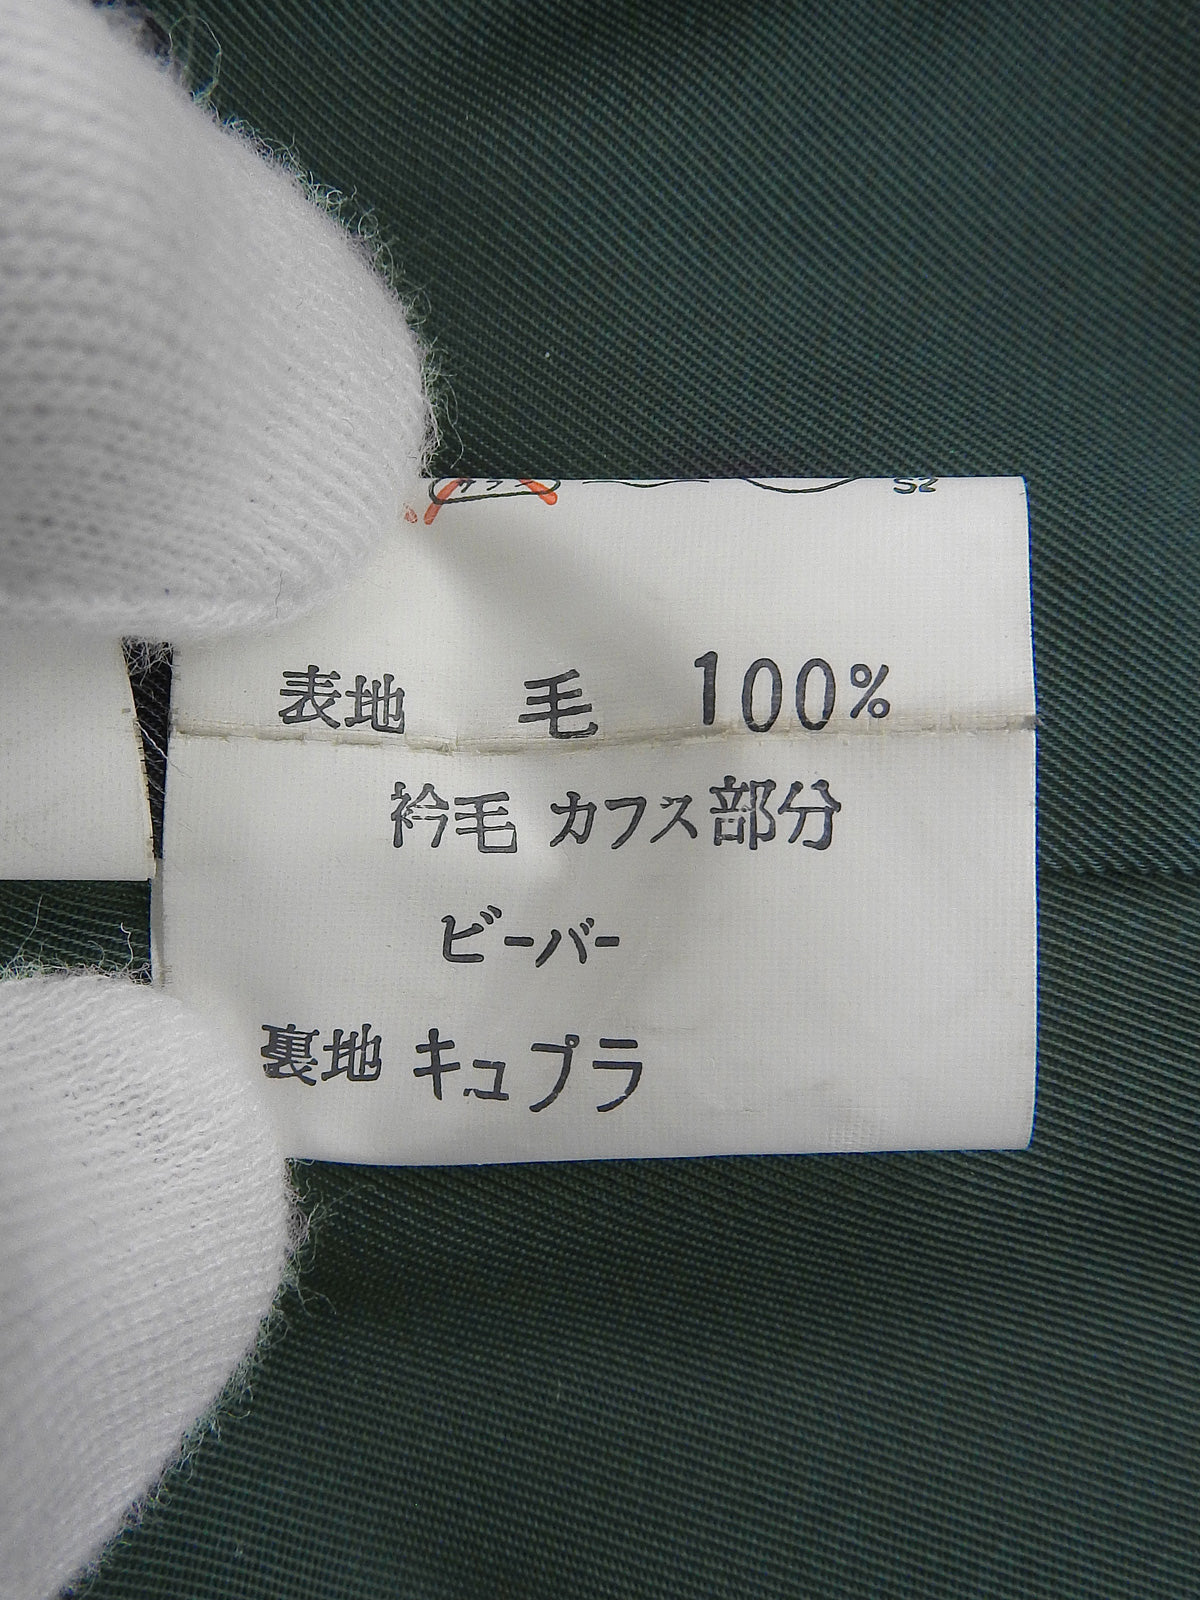 表地 毛 100%
衿毛 カフス部分
ビーバー
裏地 キュプラ